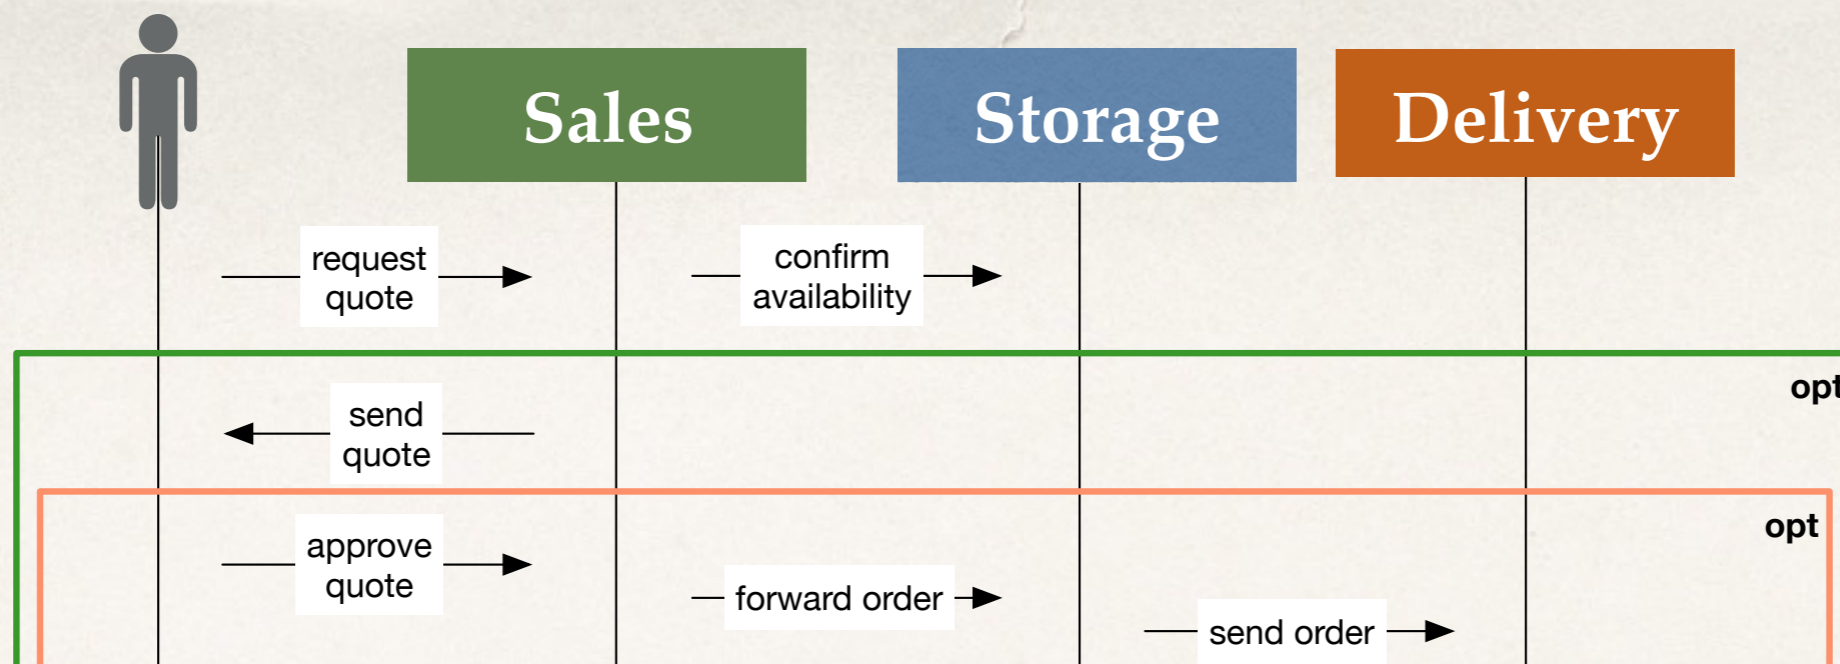 Sales
Storage
Delivery
request
quote
confirm
availability
opt
send
quote
opt
approve
quote
forward order
send order